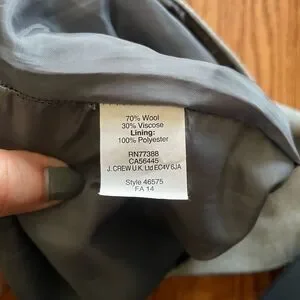 70% Wool
30% Viscose
Lining:
100% Polyester
RN77388
CA56445
J. CREW U.K. Ltd EC4V 6JA
Style 46575
FA 14